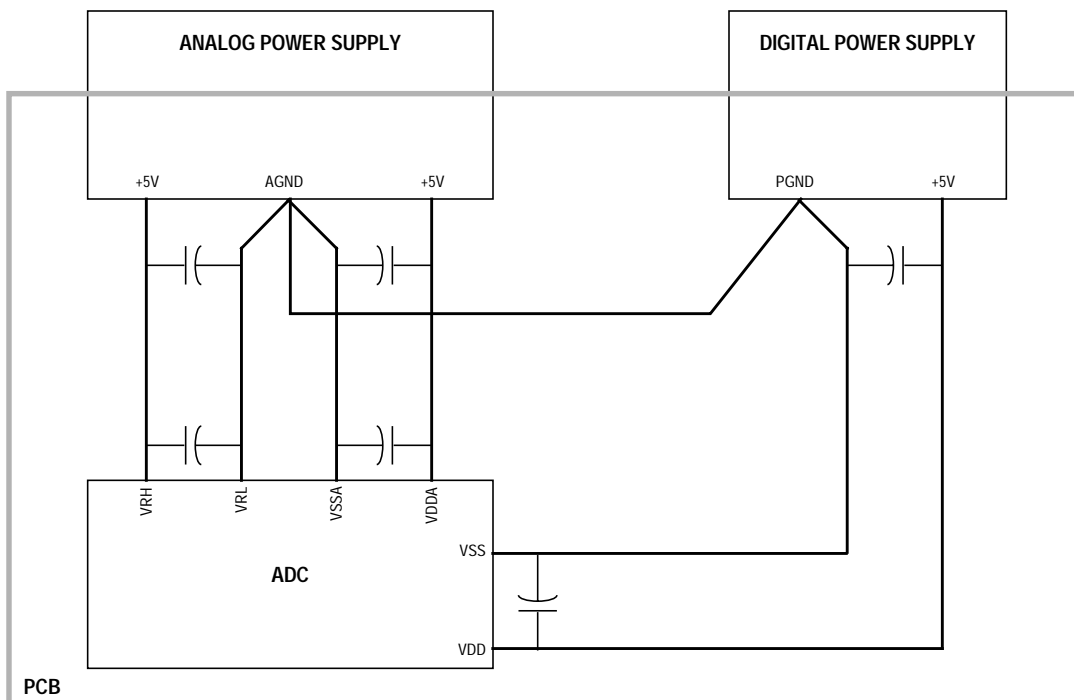 ANALOG POWER SUPPLY
DIGITAL POWER SUPPLY
+5V
AGND
+5V
PGND
+5V
VRH
VRL
VSSA
VDDA
VSS
ADC
VDD
PCB